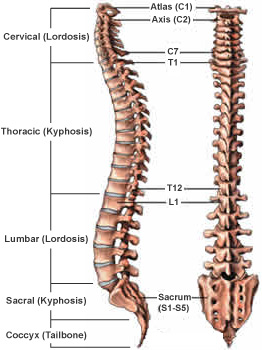 Atlas (C1)
Axis (C2)
Cervical (Lordosis)
C7
T1
Thoracic (Kyphosis)
T12
L1
Lumbar (Lordosis)
Sacral (Kyphosis)
Sacrum
(S1-S5)
Coccyx (Tailbone)